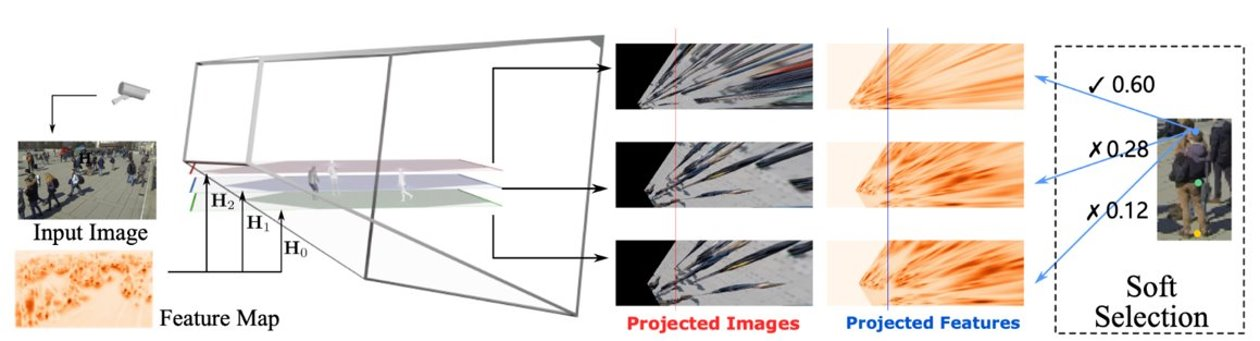 Input Image
Feature Map
H2
H1
H0
Projected Images
Projected Features
✓ 0.60
✗ 0.28
✗ 0.12
Soft
Selection